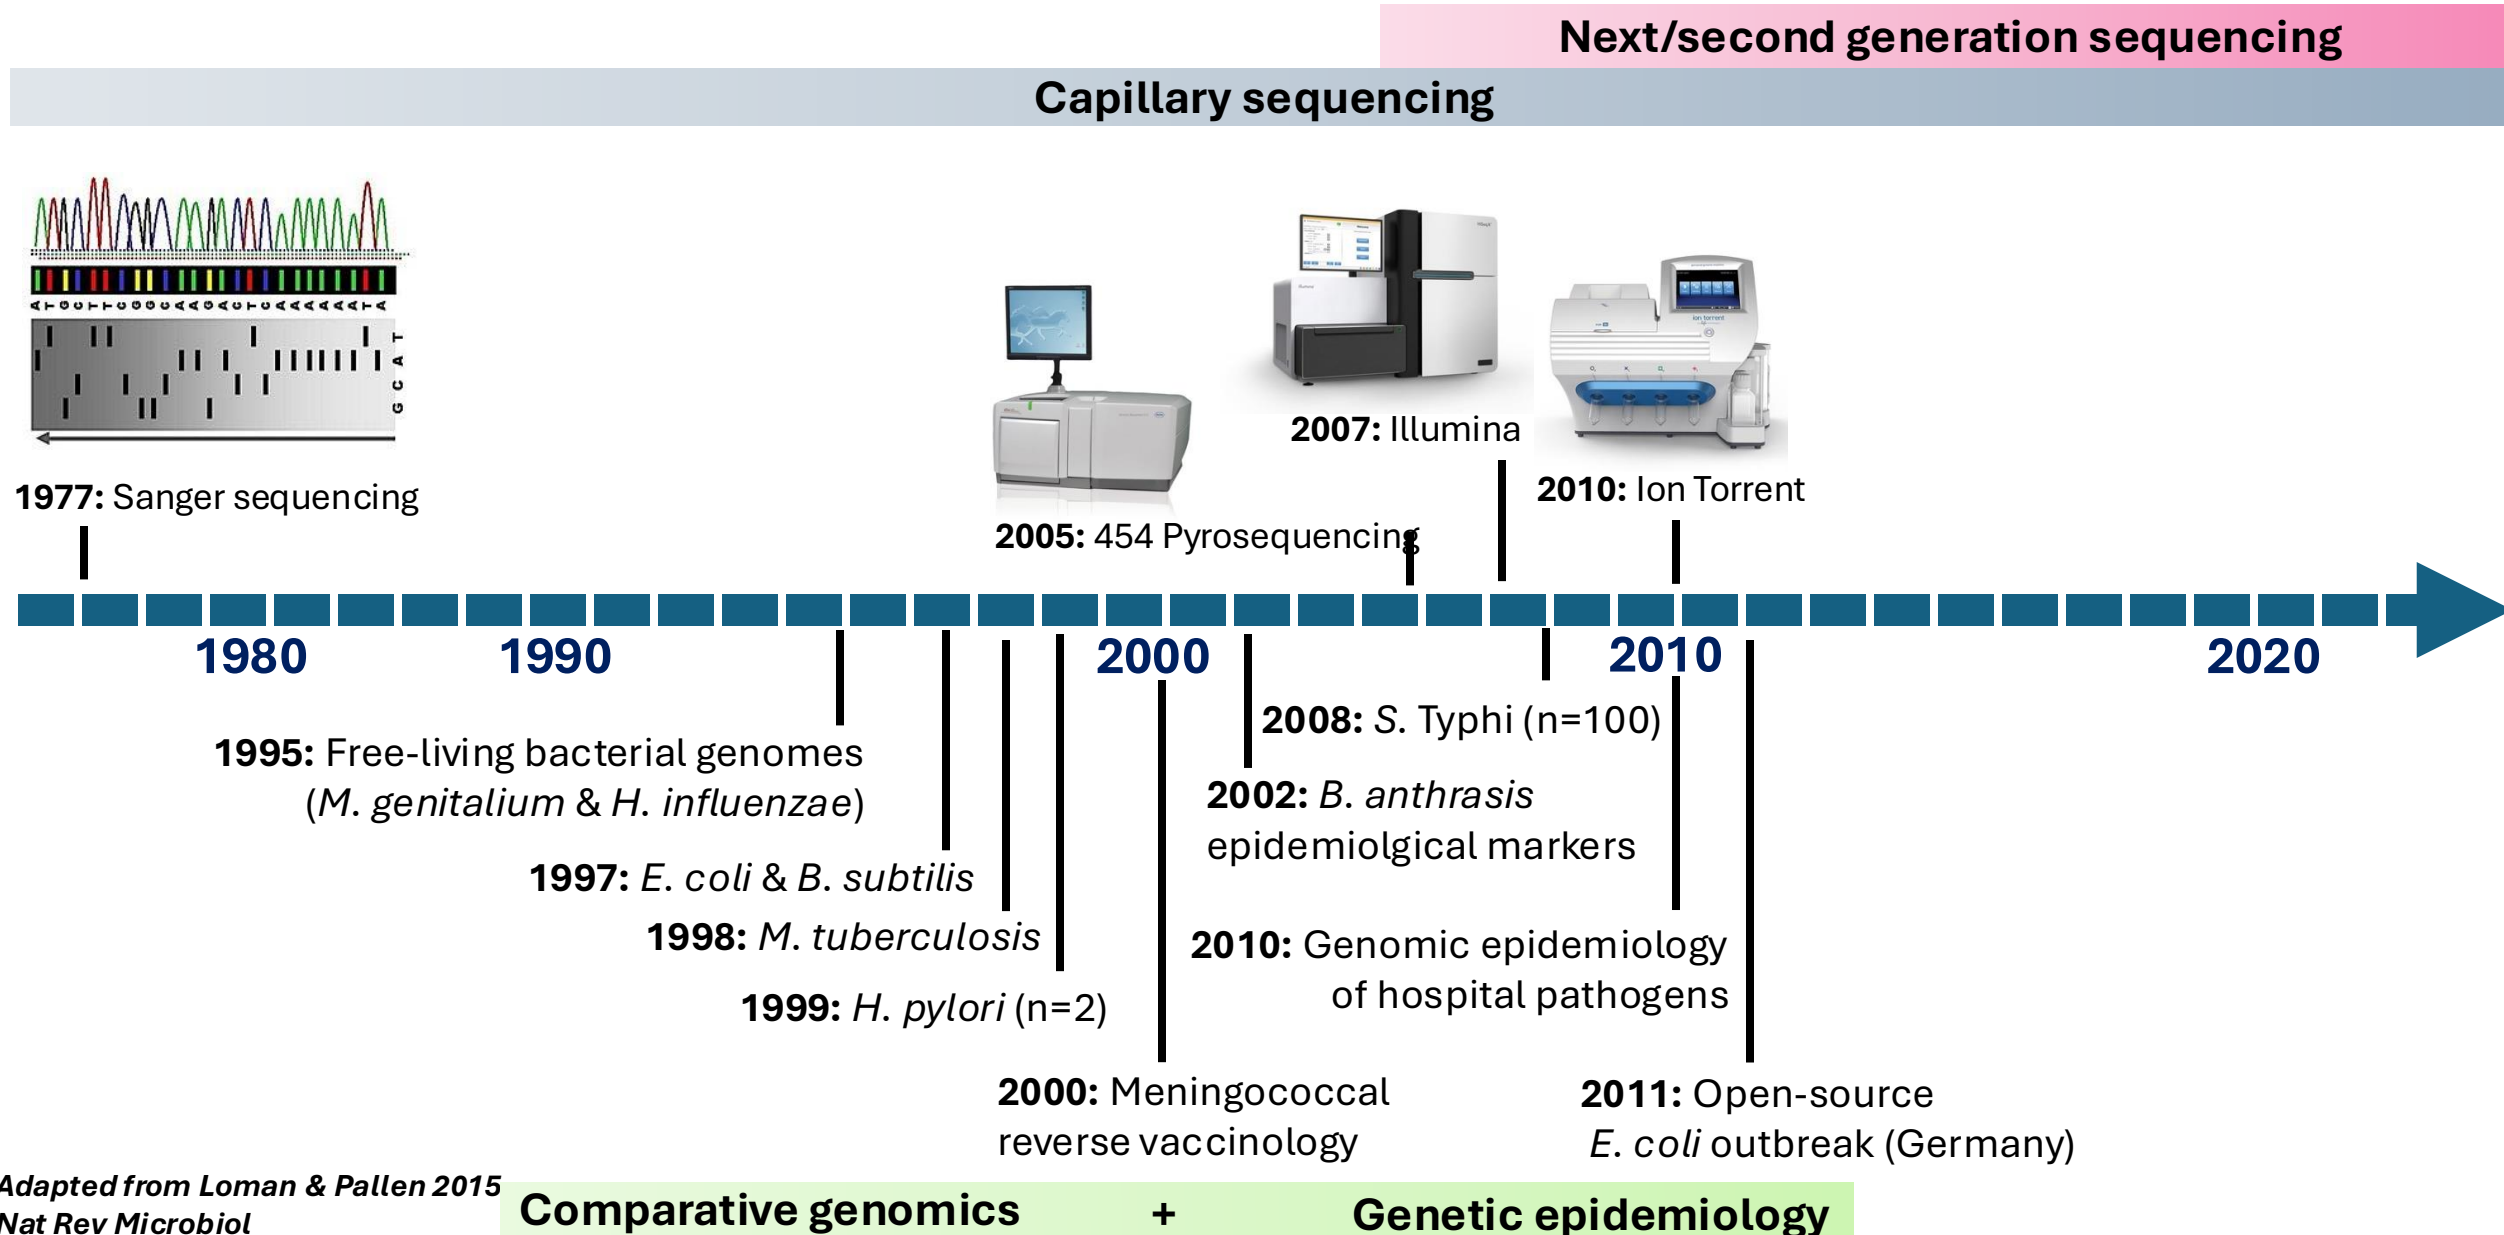 Next/second generation sequencing
Capillary sequencing
A T G C T T C G G C A A G A C T C A A A A A A T A
T
A
C
G
ion torrent
1977: Sanger sequencing
2005: 454 Pyrosequencing
2007: Illumina
2010: Ion Torrent
1980
1990
2000
2010
2020
1995: Free-living bacterial genomes
(M. genitalium & H. influenzae)
1997: E. coli & B. subtilis
1998: M. tuberculosis
1999: H. pylori (n=2)
2000: Meningococcal
reverse vaccinology
2008: S. Typhi (n=100)
2002: B. anthrasis
epidemiolgical markers
2010: Genomic epidemiology
of hospital pathogens
2011: Open-source
E. coli outbreak (Germany)
Adapted from Loman & Pallen 2015
Nat Rev Microbiol
Comparative genomics + Genetic epidemiology